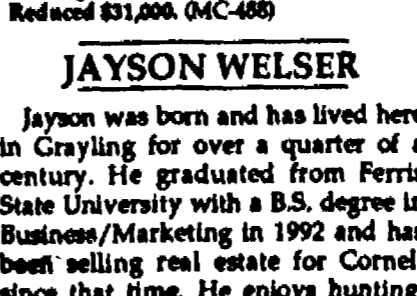 Reduced $31,000. (MC-488)
JAYSON WELSER
Jayson was born and has lived here
in Grayling for over a quarter of a
century. He graduated from Ferris
State University with a B.S. degree in
Business/Marketing in 1992 and has
been selling real estate for Cornel
since that time. He enjoys hunting,